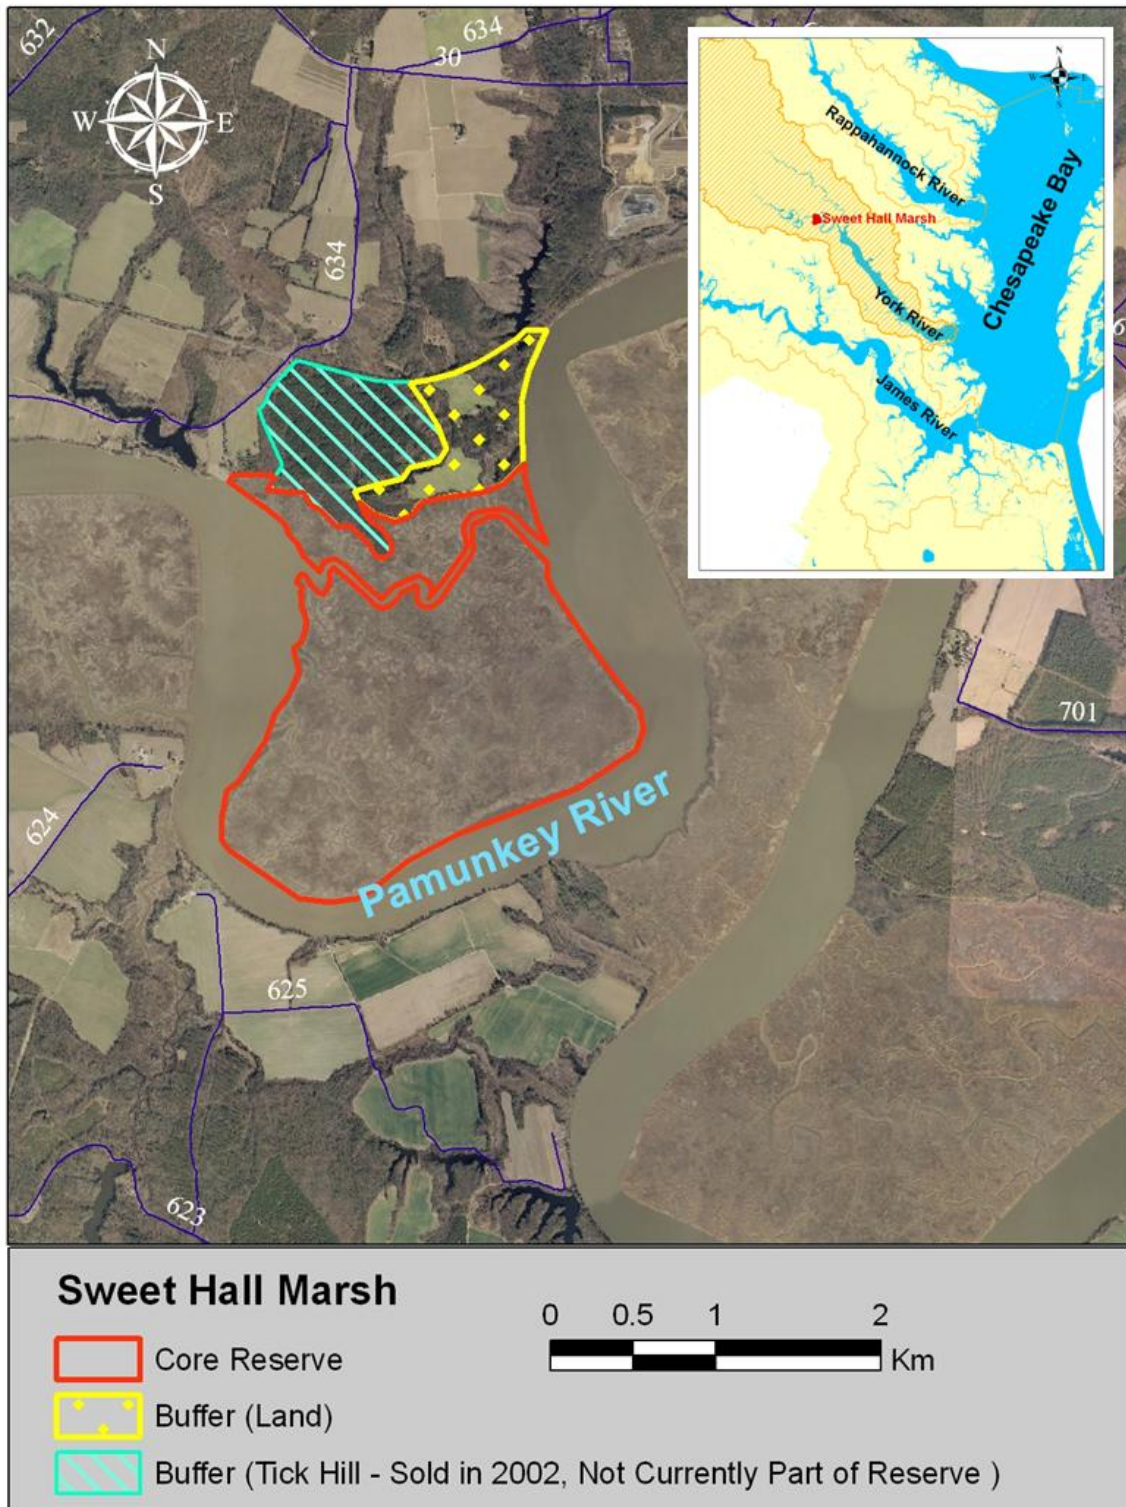 632
634
30
N
W E
S
634
N
W E
S
Rappahannock River
Chesapeake Bay
Sweet Hall Marsh
York River
James River
6
701
624
Pamunkey River
625
623
Sweet Hall Marsh
0 0.5 1 2
Km
Core Reserve
Buffer (Land)
Buffer (Tick Hill - Sold in 2002, Not Currently Part of Reserve )